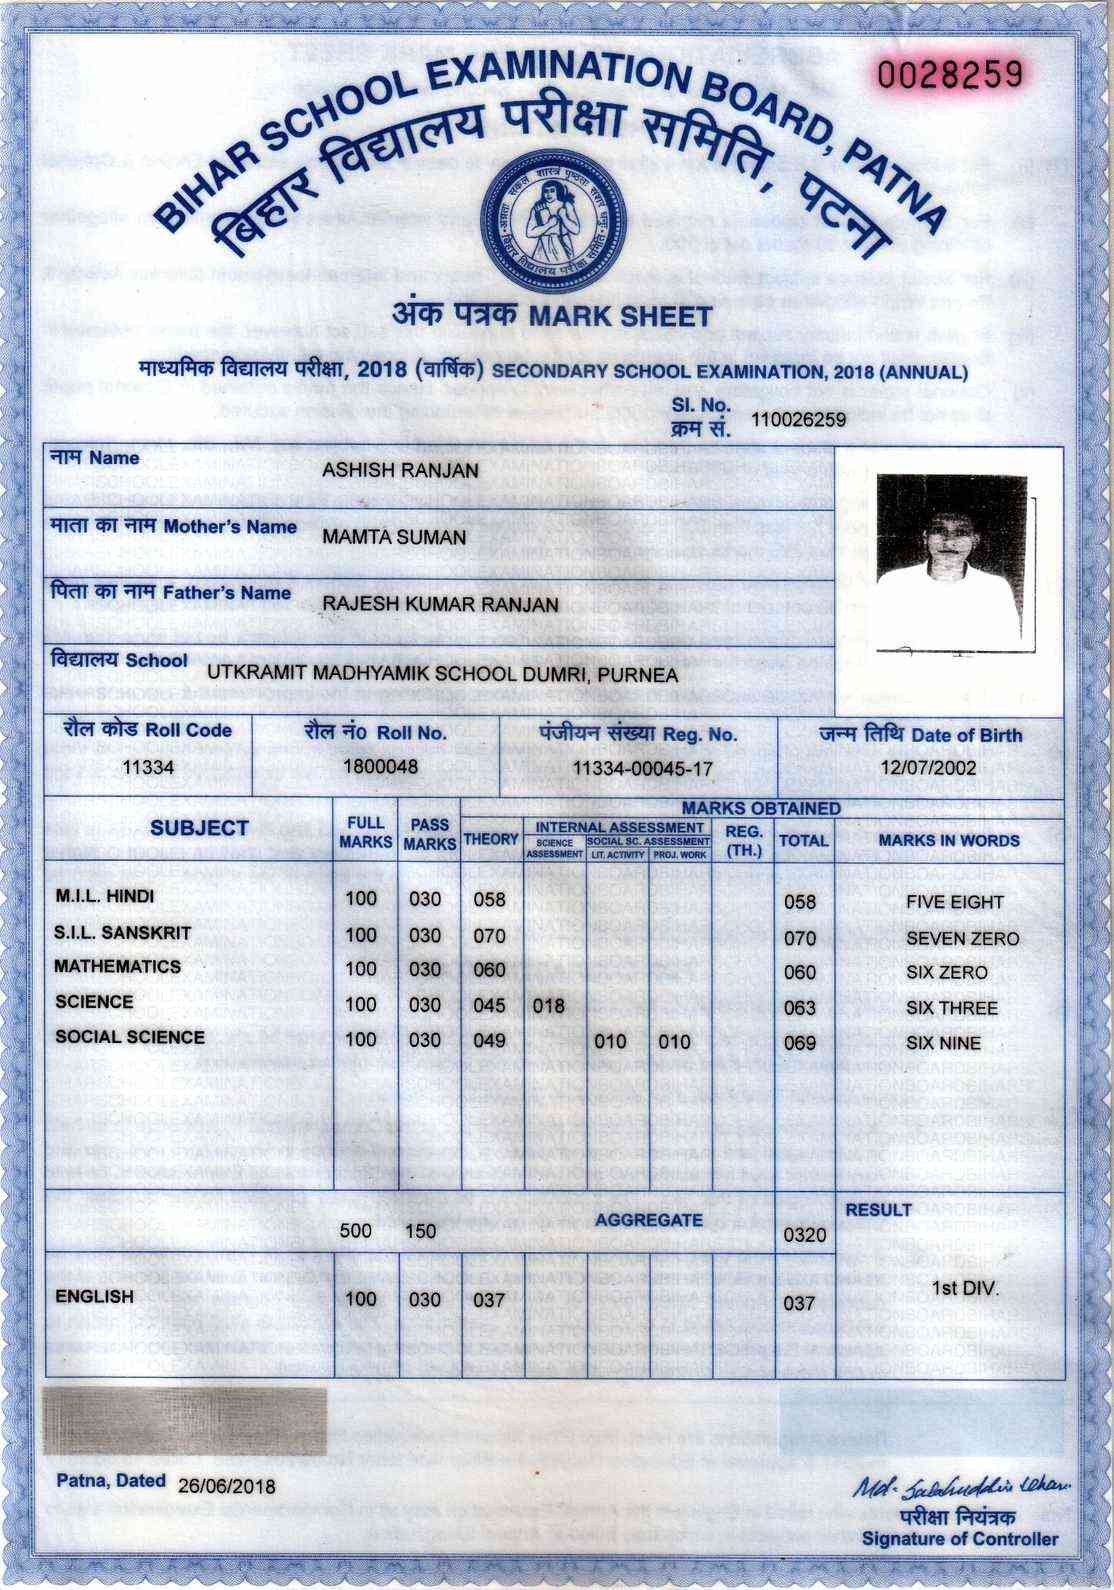 0028259
BIHAR SCHOOL EXAMINATION BOARD, PATNA
बिहार विद्यालय परीक्षा समिति, पटना
अंक पत्रक MARK SHEET
माध्यमिक विद्यालय परीक्षा, 2018 (वार्षिक) SECONDARY SCHOOL EXAMINATION, 2018 (ANNUAL)
Sl. No.
क्रम सं. 110026259
नाम Name ASHISH RANJAN
माता का नाम Mother's Name MAMTA SUMAN
पिता का नाम Father's Name RAJESH KUMAR RANJAN
विद्यालय School UTKRAMIT MADHYAMIK SCHOOL DUMRI, PURNEA
रौल कोड Roll Code रौल नं० Roll No. पंजीयन संख्या Reg. No. जन्म तिथि Date of Birth
11334 1800048 11334-00045-17 12/07/2002
MARKS OBTAINED
SUBJECT FULL MARKS PASS MARKS THEORY INTERNAL ASSESSMENT REG. (TH.) TOTAL MARKS IN WORDS
SCIENCE ASSESSMENT SOCIAL SC. ASSESSMENT
LIT. ACTIVITY PROJ. WORK
M.I.L. HINDI 100 030 058 058 FIVE EIGHT
S.I.L. SANSKRIT 100 030 070 070 SEVEN ZERO
MATHEMATICS 100 030 060 060 SIX ZERO
SCIENCE 100 030 045 018 063 SIX THREE
SOCIAL SCIENCE 100 030 049 010 010 069 SIX NINE
500 150 AGGREGATE 0320 RESULT
ENGLISH 100 030 037 037 1st DIV.
Patna, Dated 26/06/2018
परीक्षा नियंत्रक
Signature of Controller